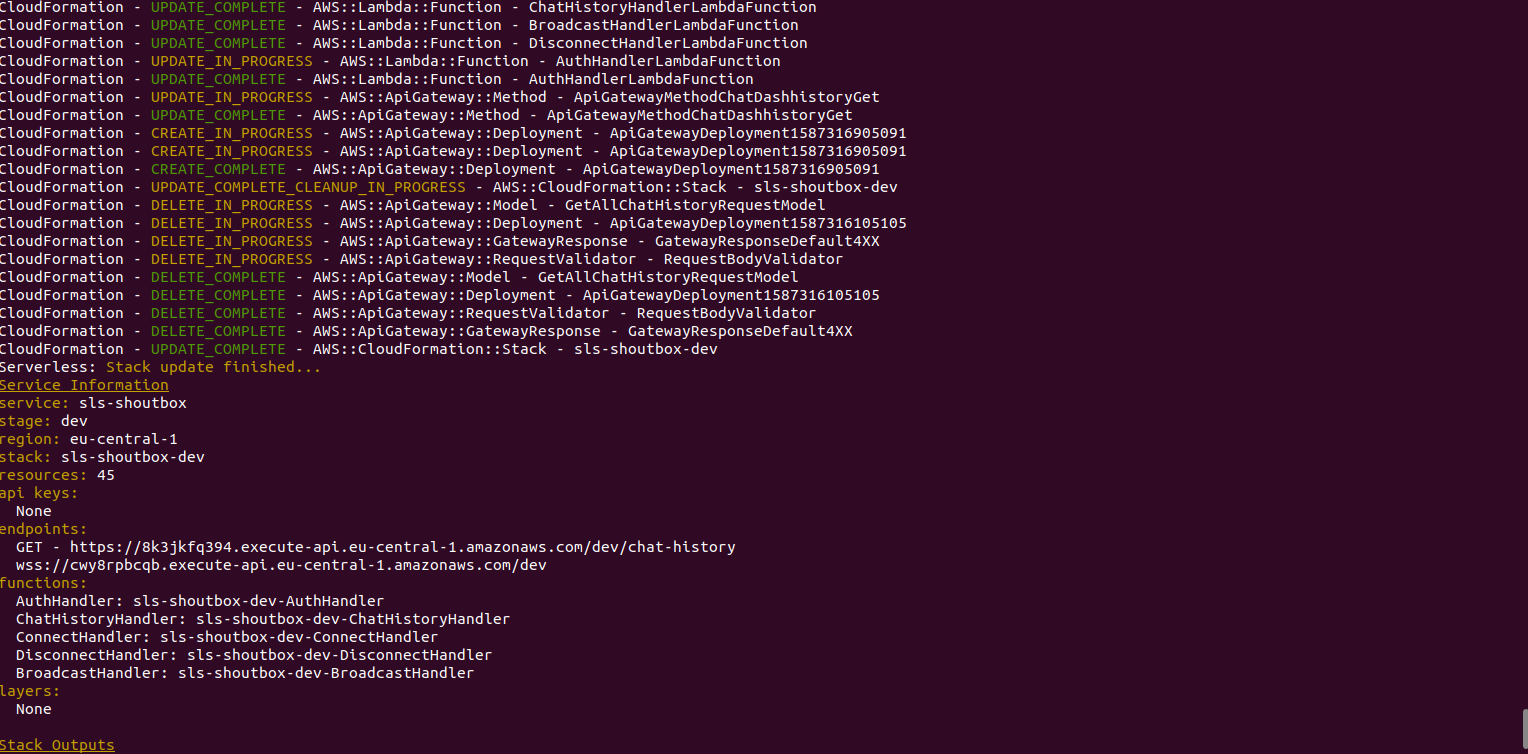 CloudFormation - UPDATE_COMPLETE - AWS::Lambda::Function - ChatHistoryHandlerLambdaFunction
CloudFormation - UPDATE_COMPLETE - AWS::Lambda::Function - BroadcastHandlerLambdaFunction
CloudFormation - UPDATE_COMPLETE - AWS::Lambda::Function - DisconnectHandlerLambdaFunction
CloudFormation - UPDATE_IN_PROGRESS - AWS::Lambda::Function - AuthHandlerLambdaFunction
CloudFormation - UPDATE_COMPLETE - AWS::Lambda::Function - AuthHandlerLambdaFunction
CloudFormation - UPDATE_IN_PROGRESS - AWS::ApiGateway::Method - ApiGatewayMethodChatDashhistoryGet
CloudFormation - UPDATE_COMPLETE - AWS::ApiGateway::Method - ApiGatewayMethodChatDashhistoryGet
CloudFormation - CREATE_IN_PROGRESS - AWS::ApiGateway::Deployment - ApiGatewayDeployment1587316905091
CloudFormation - CREATE_IN_PROGRESS - AWS::ApiGateway::Deployment - ApiGatewayDeployment1587316905091
CloudFormation - CREATE_COMPLETE - AWS::ApiGateway::Deployment - ApiGatewayDeployment1587316905091
CloudFormation - UPDATE_COMPLETE_CLEANUP_IN_PROGRESS - AWS::CloudFormation::Stack - sls-shoutbox-dev
CloudFormation - DELETE_IN_PROGRESS - AWS::ApiGateway::Model - GetAllChatHistoryRequestModel
CloudFormation - DELETE_IN_PROGRESS - AWS::ApiGateway::Deployment - ApiGatewayDeployment1587316105105
CloudFormation - DELETE_IN_PROGRESS - AWS::ApiGateway::GatewayResponse - GatewayResponseDefault4XX
CloudFormation - DELETE_IN_PROGRESS - AWS::ApiGateway::RequestValidator - RequestBodyValidator
CloudFormation - DELETE_COMPLETE - AWS::ApiGateway::Model - GetAllChatHistoryRequestModel
CloudFormation - DELETE_COMPLETE - AWS::ApiGateway::Deployment - ApiGatewayDeployment1587316105105
CloudFormation - DELETE_COMPLETE - AWS::ApiGateway::RequestValidator - RequestBodyValidator
CloudFormation - DELETE_COMPLETE - AWS::ApiGateway::GatewayResponse - GatewayResponseDefault4XX
CloudFormation - UPDATE_COMPLETE - AWS::CloudFormation::Stack - sls-shoutbox-dev
Serverless: Stack update finished...
Service Information
service: sls-shoutbox
stage: dev
region: eu-central-1
stack: sls-shoutbox-dev
resources: 45
api keys:
  None
endpoints:
  GET - https://8k3jkfq394.execute-api.eu-central-1.amazonaws.com/dev/chat-history
  wss://cwy8rpbcqb.execute-api.eu-central-1.amazonaws.com/dev
functions:
  AuthHandler: sls-shoutbox-dev-AuthHandler
  ChatHistoryHandler: sls-shoutbox-dev-ChatHistoryHandler
  ConnectHandler: sls-shoutbox-dev-ConnectHandler
  DisconnectHandler: sls-shoutbox-dev-DisconnectHandler
  BroadcastHandler: sls-shoutbox-dev-BroadcastHandler
layers:
  None
Stack Outputs